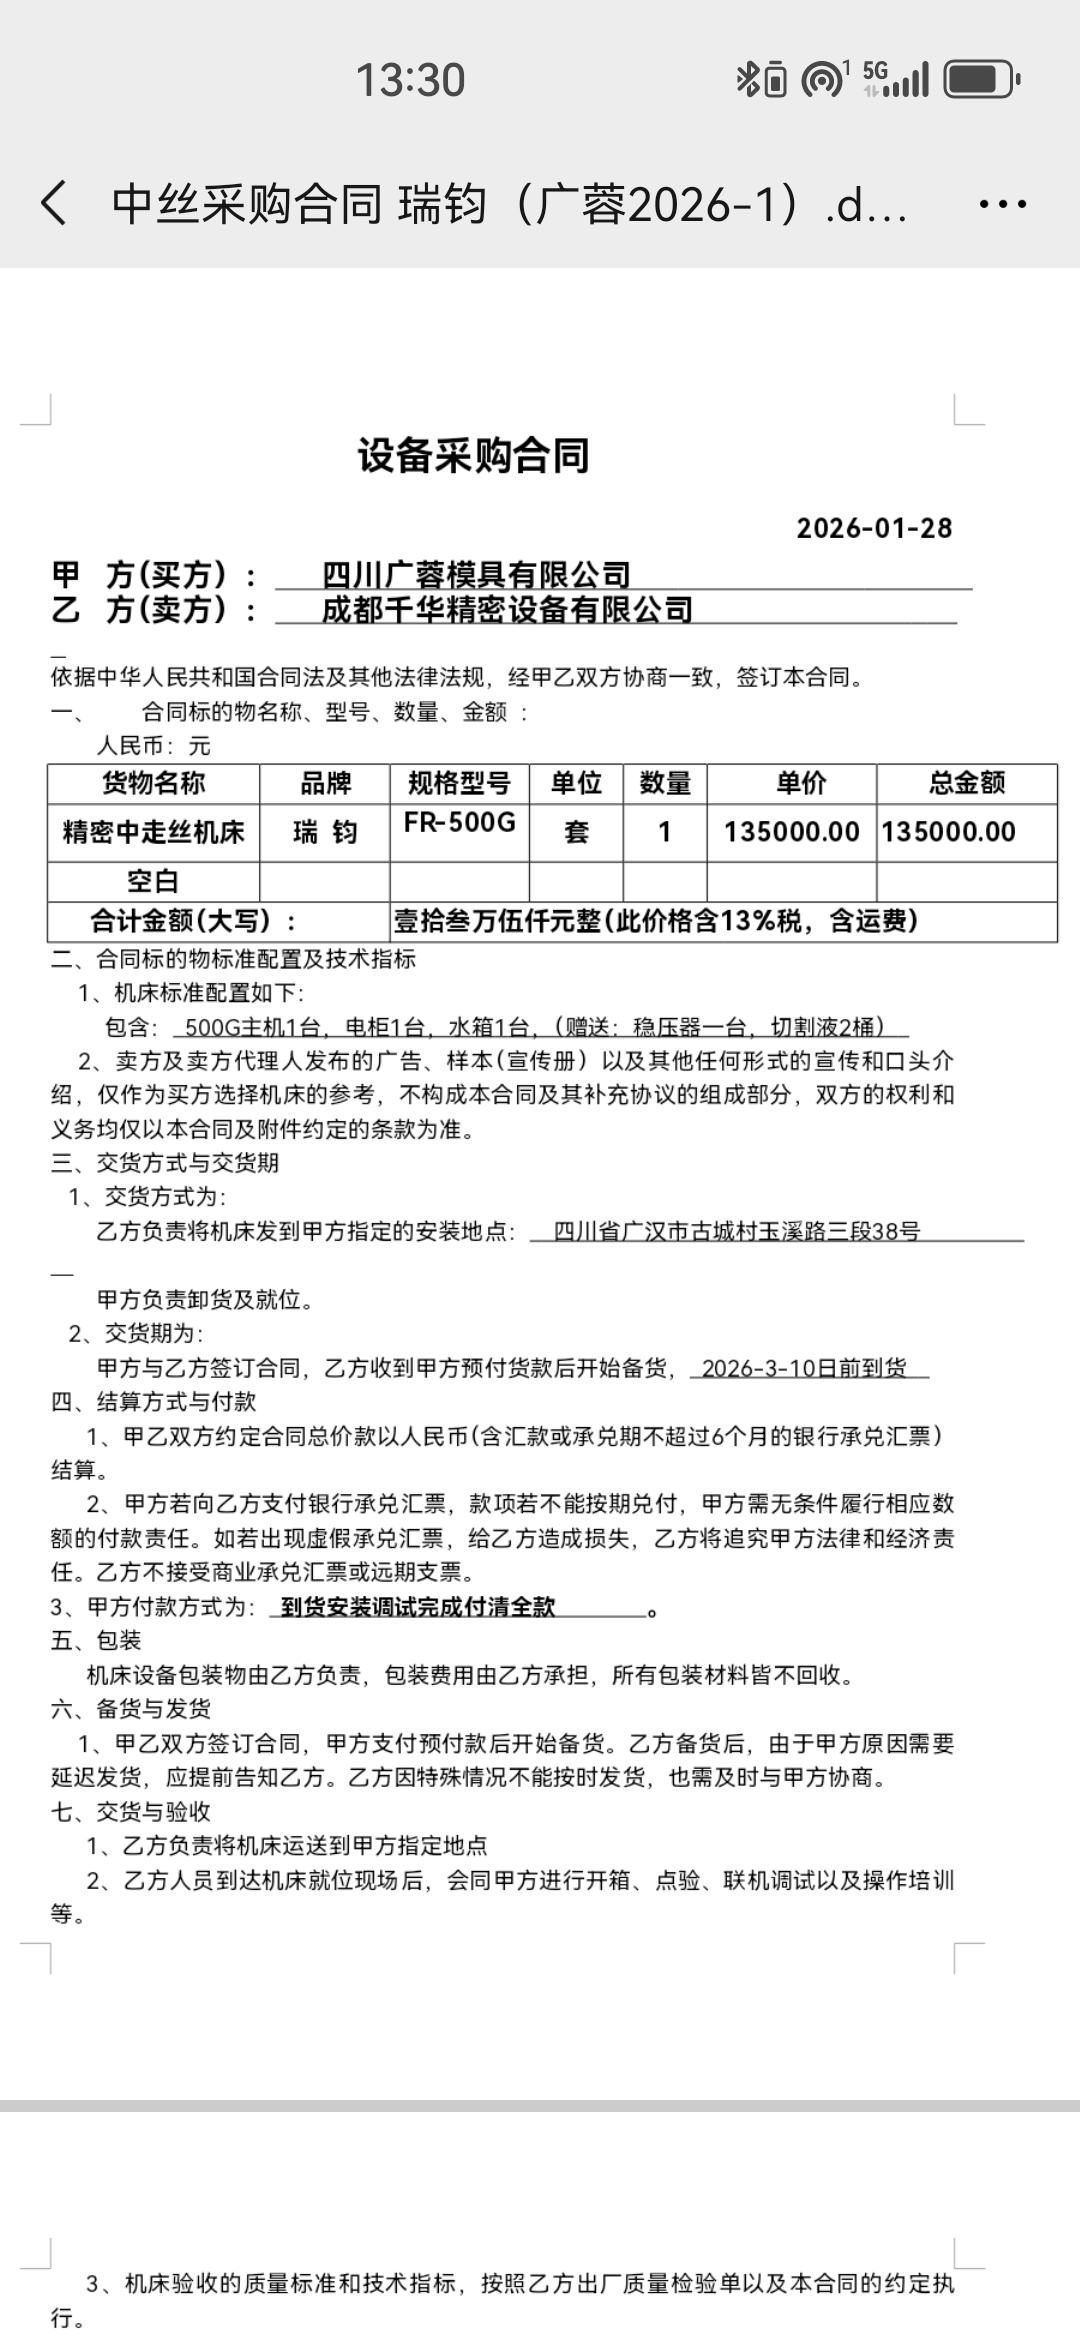 13:30
1 5G
中丝采购合同 瑞钧（广蓉2026-1）.d...
设备采购合同
2026-01-28
甲 方(买方）： 四川广蓉模具有限公司
乙 方(卖方）： 成都千华精密设备有限公司
依据中华人民共和国合同法及其他法律法规，经甲乙双方协商一致，签订本合同。
一、 合同标的物名称、型号、数量、金额 ：
人民币：元
货物名称 品牌 规格型号 单位 数量 单价 总金额
精密中走丝机床 瑞 钧 FR-500G 套 1 135000.00 135000.00
空白
合计金额(大写）： 壹拾叁万伍仟元整(此价格含13%税，含运费）
二、合同标的物标准配置及技术指标
1、机床标准配置如下：
包含： 500G主机1台，电柜1台，水箱1台，（赠送：稳压器一台，切割液2桶）
2、卖方及卖方代理人发布的广告、样本(宣传册）以及其他任何形式的宣传和口头介
绍，仅作为买方选择机床的参考，不构成本合同及其补充协议的组成部分，双方的权利和
义务均仅以本合同及附件约定的条款为准。
三、交货方式与交货期
1、交货方式为：
乙方负责将机床发到甲方指定的安装地点： 四川省广汉市古城村玉溪路三段38号
甲方负责卸货及就位。
2、交货期为：
甲方与乙方签订合同，乙方收到甲方预付货款后开始备货， 2026-3-10日前到货
四、结算方式与付款
1、甲乙双方约定合同总价款以人民币(含汇款或承兑期不超过6个月的银行承兑汇票）
结算。
2、甲方若向乙方支付银行承兑汇票，款项若不能按期兑付，甲方需无条件履行相应数
额的付款责任。如若出现虚假承兑汇票，给乙方造成损失，乙方将追究甲方法律和经济责
任。乙方不接受商业承兑汇票或远期支票。
3、甲方付款方式为： 到货安装调试完成付清全款 。
五、包装
机床设备包装物由乙方负责，包装费用由乙方承担，所有包装材料皆不回收。
六、备货与发货
1、甲乙双方签订合同，甲方支付预付款后开始备货。乙方备货后，由于甲方原因需要
延迟发货，应提前告知乙方。乙方因特殊情况不能按时发货，也需及时与甲方协商。
七、交货与验收
1、乙方负责将机床运送到甲方指定地点
2、乙方人员到达机床就位现场后，会同甲方进行开箱、点验、联机调试以及操作培训
等。
3、机床验收的质量标准和技术指标，按照乙方出厂质量检验单以及本合同的约定执
行。